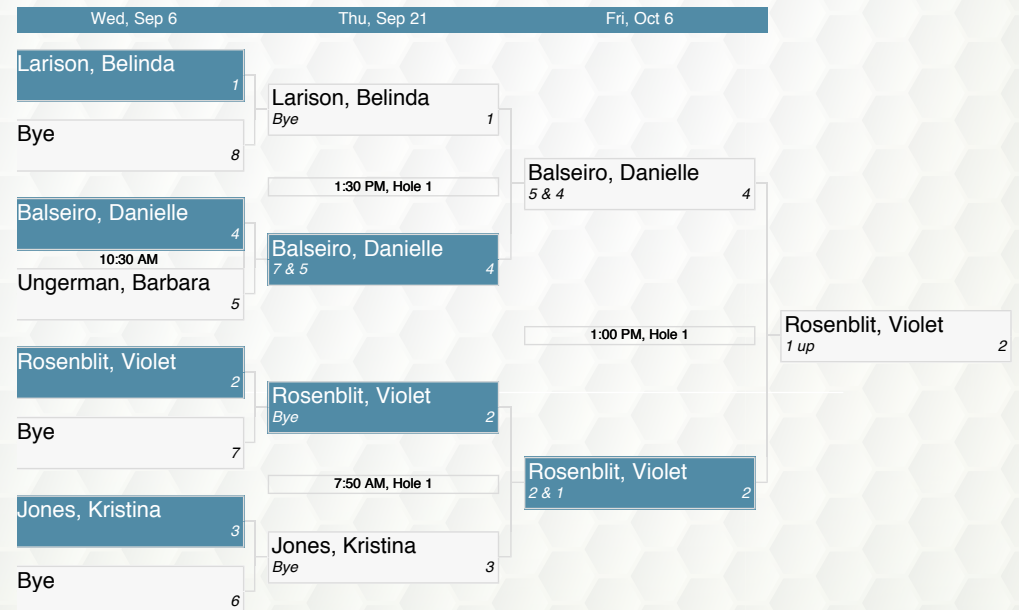 Wed, Sep 6
Thu, Sep 21
Fri, Oct 6
Larison, Belinda
1
Bye
8
Balseiro, Danielle
4
10:30 AM
Ungerman, Barbara
5
Rosenblit, Violet
2
Bye
7
Jones, Kristina
3
Bye
6
Larison, Belinda
Bye 1
1:30 PM, Hole 1
Balseiro, Danielle
7 & 5 4
Rosenblit, Violet
Bye 2
7:50 AM, Hole 1
Jones, Kristina
Bye 3
Balseiro, Danielle
5 & 4 4
1:00 PM, Hole 1
Rosenblit, Violet
2 & 1 2
Rosenblit, Violet
1 up 2